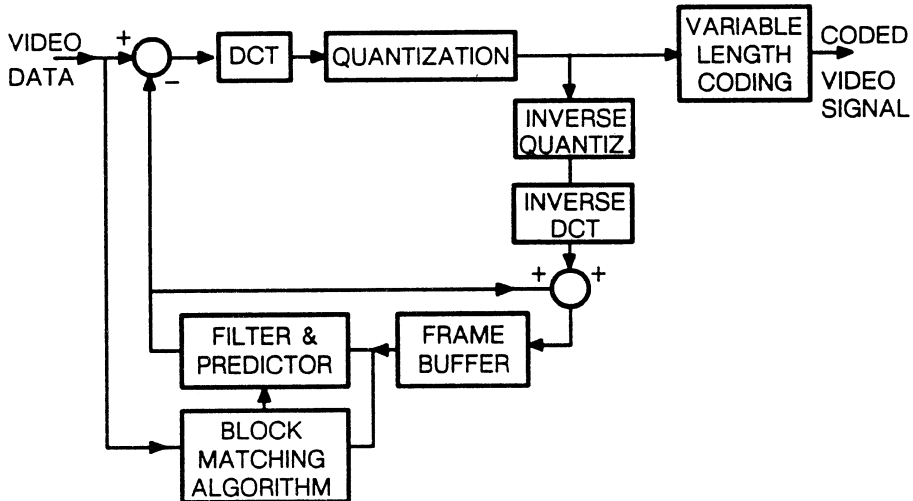 VIDEO
DATA
+
-
DCT
QUANTIZATION
VARIABLE
LENGTH
CODING
CODED
VIDEO
SIGNAL
INVERSE
QUANTIZ.
INVERSE
DCT
+ +
FILTER &
PREDICTOR
FRAME
BUFFER
BLOCK
MATCHING
ALGORITHM